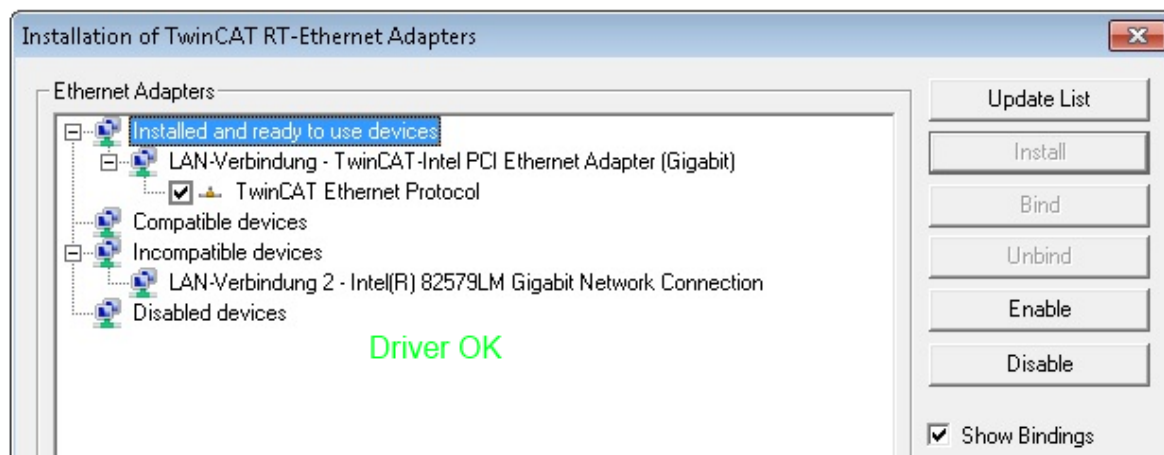 Installation of TwinCAT RT-Ethernet Adapters
Ethernet Adapters
Installed and ready to use devices
LAN-Verbindung - TwinCAT-Intel PCI Ethernet Adapter (Gigabit)
TwinCAT Ethernet Protocol
Compatible devices
Incompatible devices
LAN-Verbindung 2 - Intel(R) 82579LM Gigabit Network Connection
Disabled devices
Driver OK
Update List
Install
Bind
Unbind
Enable
Disable
Show Bindings